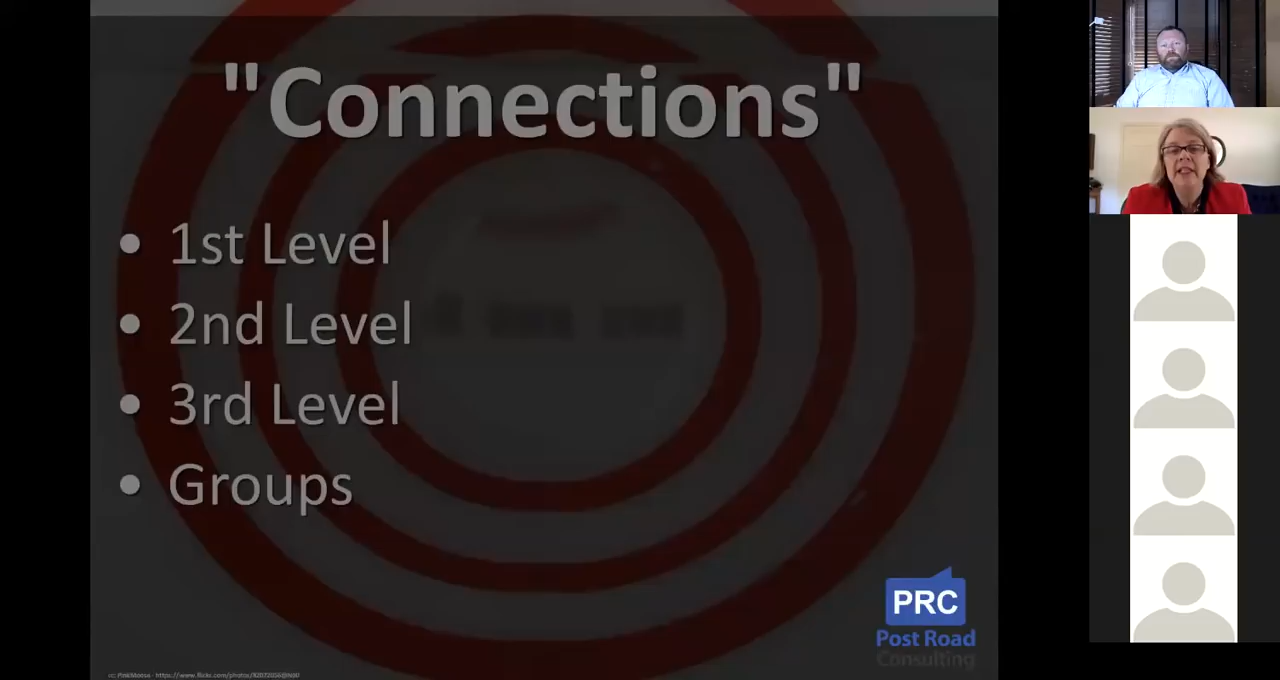 "Connections"
• 1st Level
• 2nd Level
• 3rd Level
• Groups
PRC
Post Road
Consulting